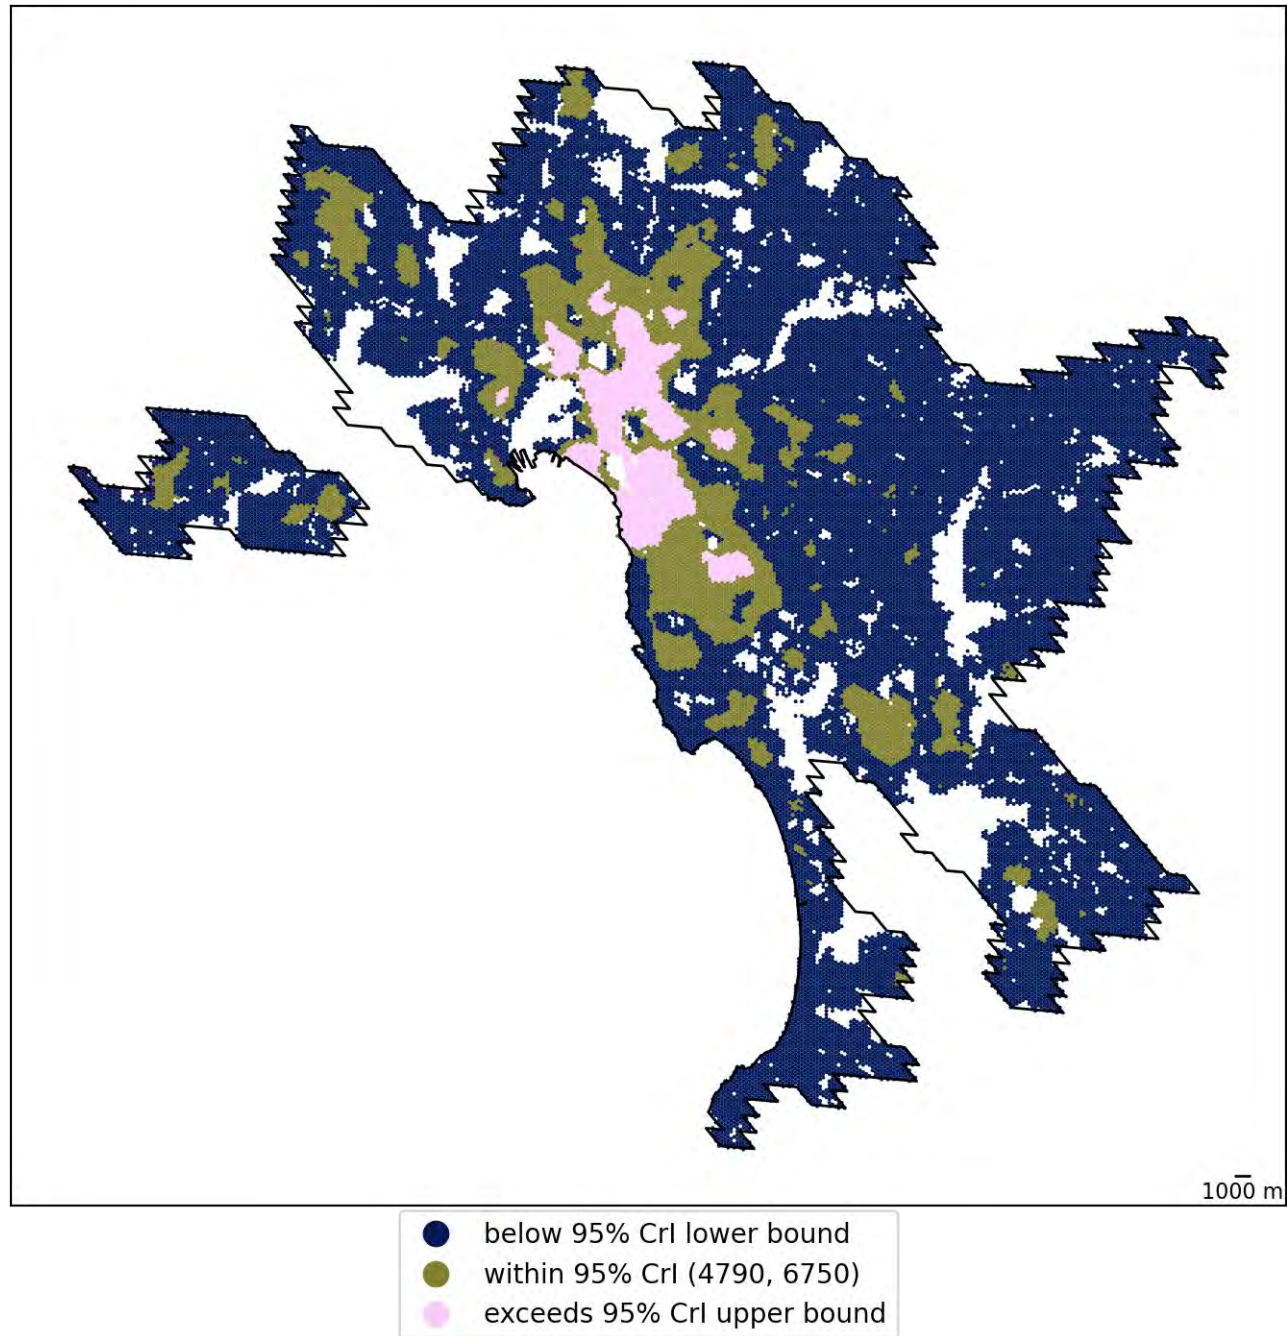 1000 m
below 95% CrI lower bound
within 95% CrI (4790, 6750)
exceeds 95% CrI upper bound